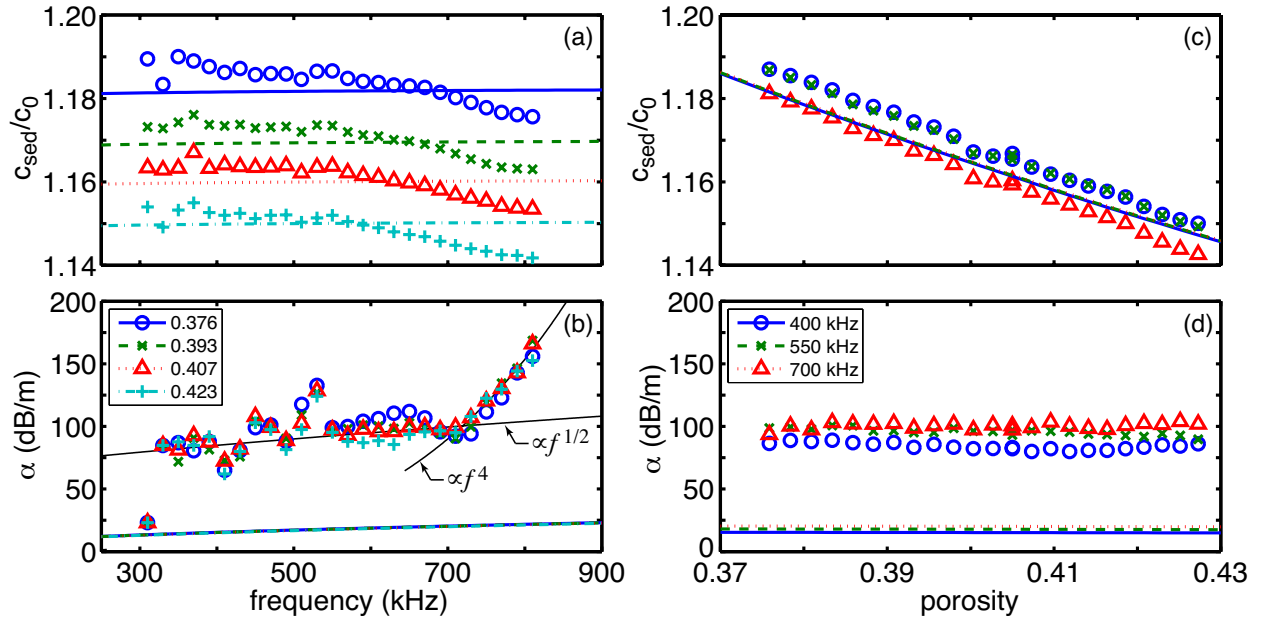 1.20
1.18
1.16
1.14
c_sed/c_0
(a)
1.20
1.18
1.16
1.14
c_sed/c_0
(c)
200
150
100
50
0
α (dB/m)
(b)
0.376
0.393
0.407
0.423
∝f^1/2
∝f^4
300
500
700
900
frequency (kHz)
200
150
100
50
0
α (dB/m)
(d)
400 kHz
550 kHz
700 kHz
0.37
0.39
0.41
0.43
porosity